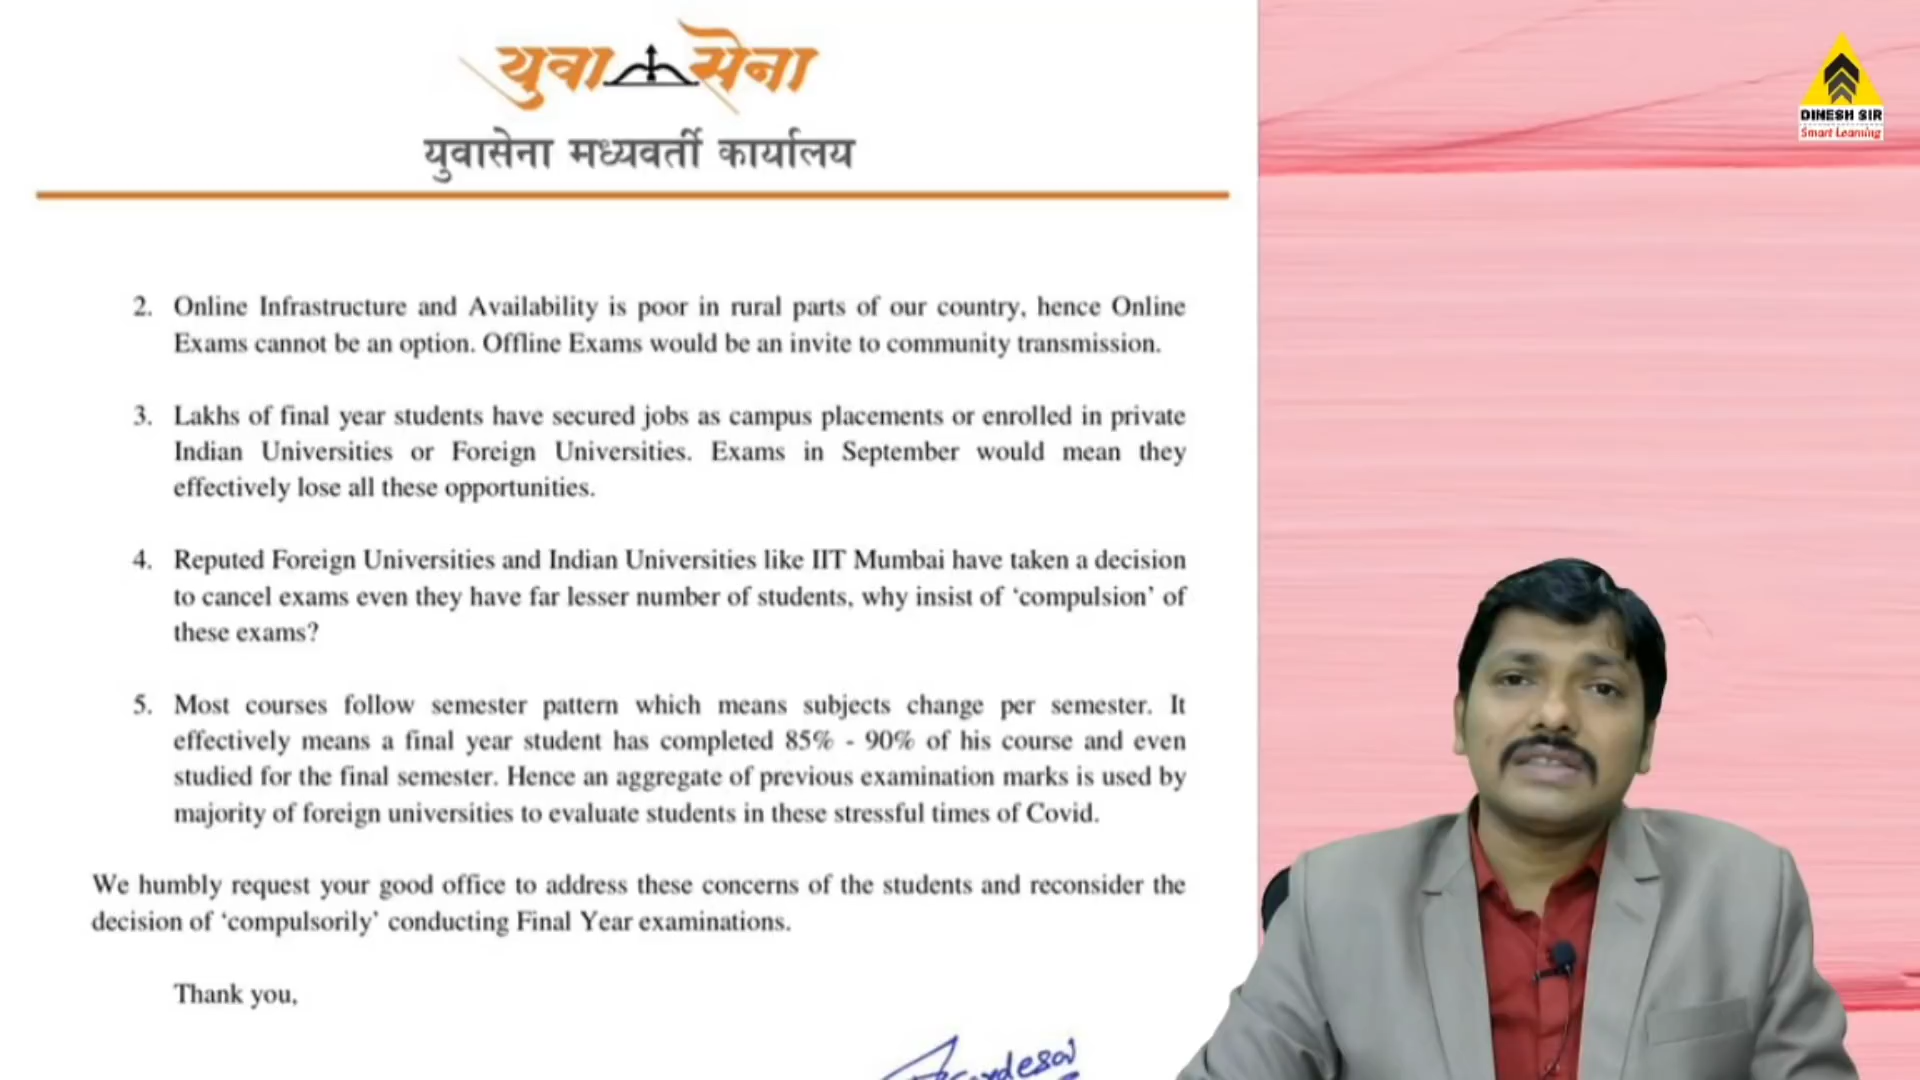 युवा सेना
युवासेना मध्यवर्ती कार्यालय
DINESH SIR
Smart Learning
2. Online Infrastructure and Availability is poor in rural parts of our country, hence Online
Exams cannot be an option. Offline Exams would be an invite to community transmission.
3. Lakhs of final year students have secured jobs as campus placements or enrolled in private
Indian Universities or Foreign Universities. Exams in September would mean they
effectively lose all these opportunities.
4. Reputed Foreign Universities and Indian Universities like IIT Mumbai have taken a decision
to cancel exams even they have far lesser number of students, why insist of ‘compulsion’ of
these exams?
5. Most courses follow semester pattern which means subjects change per semester. It
effectively means a final year student has completed 85% - 90% of his course and even
studied for the final semester. Hence an aggregate of previous examination marks is used by
majority of foreign universities to evaluate students in these stressful times of Covid.
We humbly request your good office to address these concerns of the students and reconsider the
decision of ‘compulsorily’ conducting Final Year examinations.
Thank you,